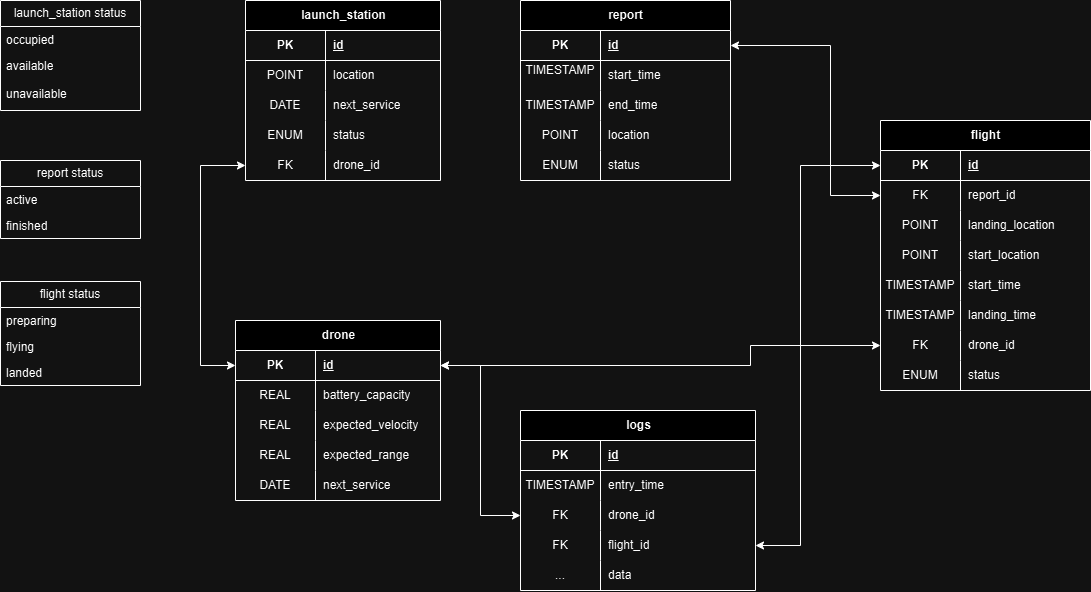 launch_station status
occupied
available
unavailable
report status
active
finished
flight status
preparing
flying
landed
launch_station
PK id
POINT location
DATE next_service
ENUM status
FK drone_id
drone
PK id
REAL battery_capacity
REAL expected_velocity
REAL expected_range
DATE next_service
report
PK id
TIMESTAMP start_time
TIMESTAMP end_time
POINT location
ENUM status
logs
PK id
TIMESTAMP entry_time
FK drone_id
FK flight_id
... data
flight
PK id
FK report_id
POINT landing_location
POINT start_location
TIMESTAMP start_time
TIMESTAMP landing_time
FK drone_id
ENUM status